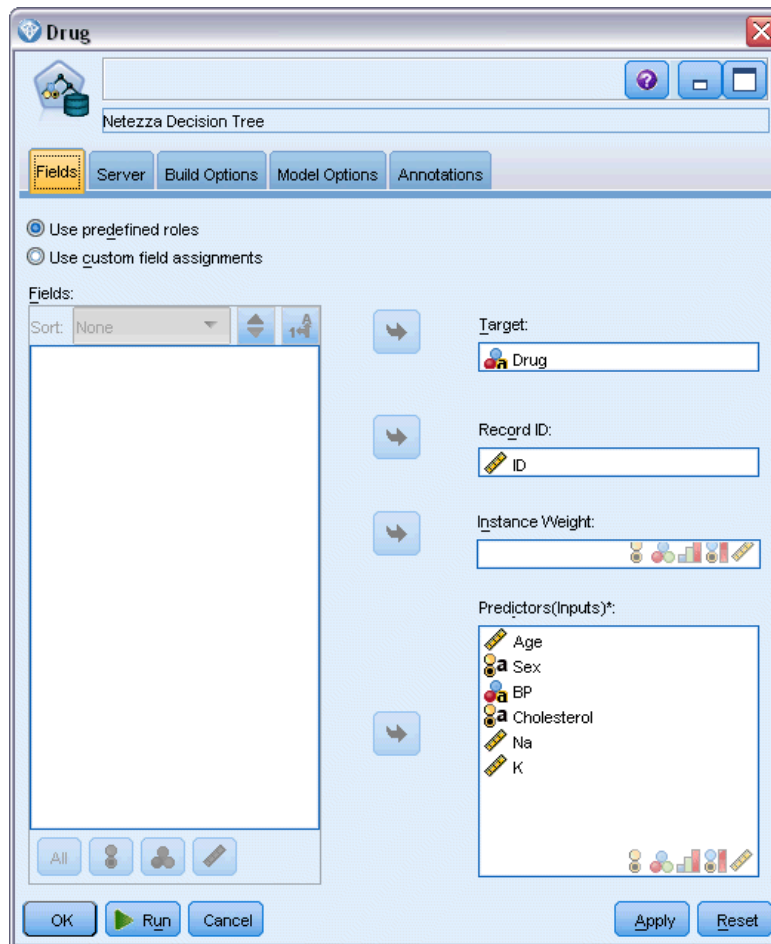 Drug
?
Netezza Decision Tree
Fields Server Build Options Model Options Annotations
Use predefined roles
Use custom field assignments
Fields:
Sort: None
Target:
Drug
Record ID:
ID
Instance Weight:
Predictors(Inputs)*:
Age
Sex
BP
Cholesterol
Na
K
All
OK Run Cancel Apply Reset